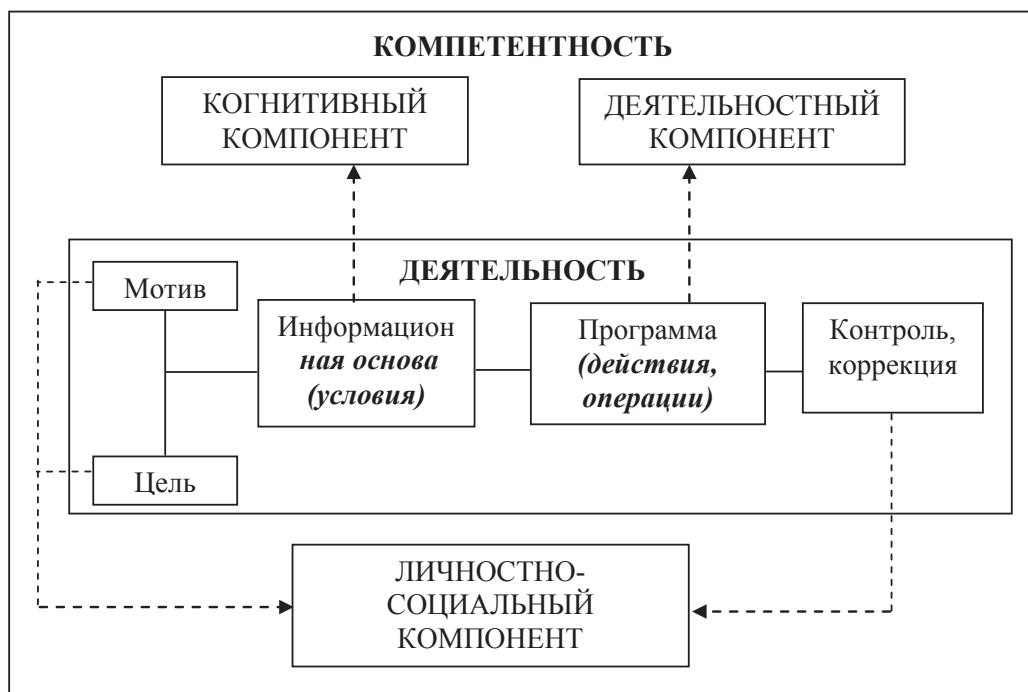 КОМПЕТЕНТНОСТЬ
КОГНИТИВНЫЙ
КОМПОНЕНТ
ДЕЯТЕЛЬНОСТНЫЙ
КОМПОНЕНТ
ДЕЯТЕЛЬНОСТЬ
Мотив
Информацион
ная основа
(условия)
Программа
(действия,
операции)
Контроль,
коррекция
Цель
ЛИЧНОСТНО-
СОЦИАЛЬНЫЙ
КОМПОНЕНТ